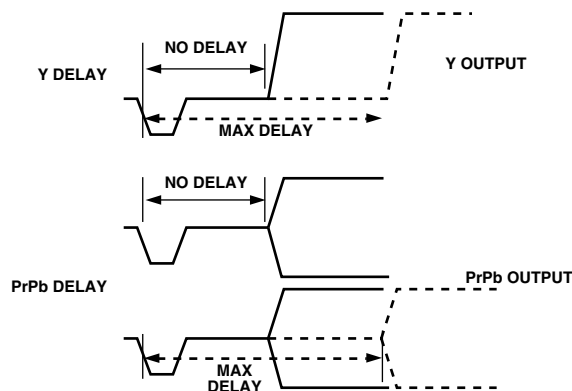 NO DELAY
Y DELAY
Y OUTPUT
MAX DELAY
NO DELAY
PrPb DELAY
PrPb OUTPUT
MAX
DELAY